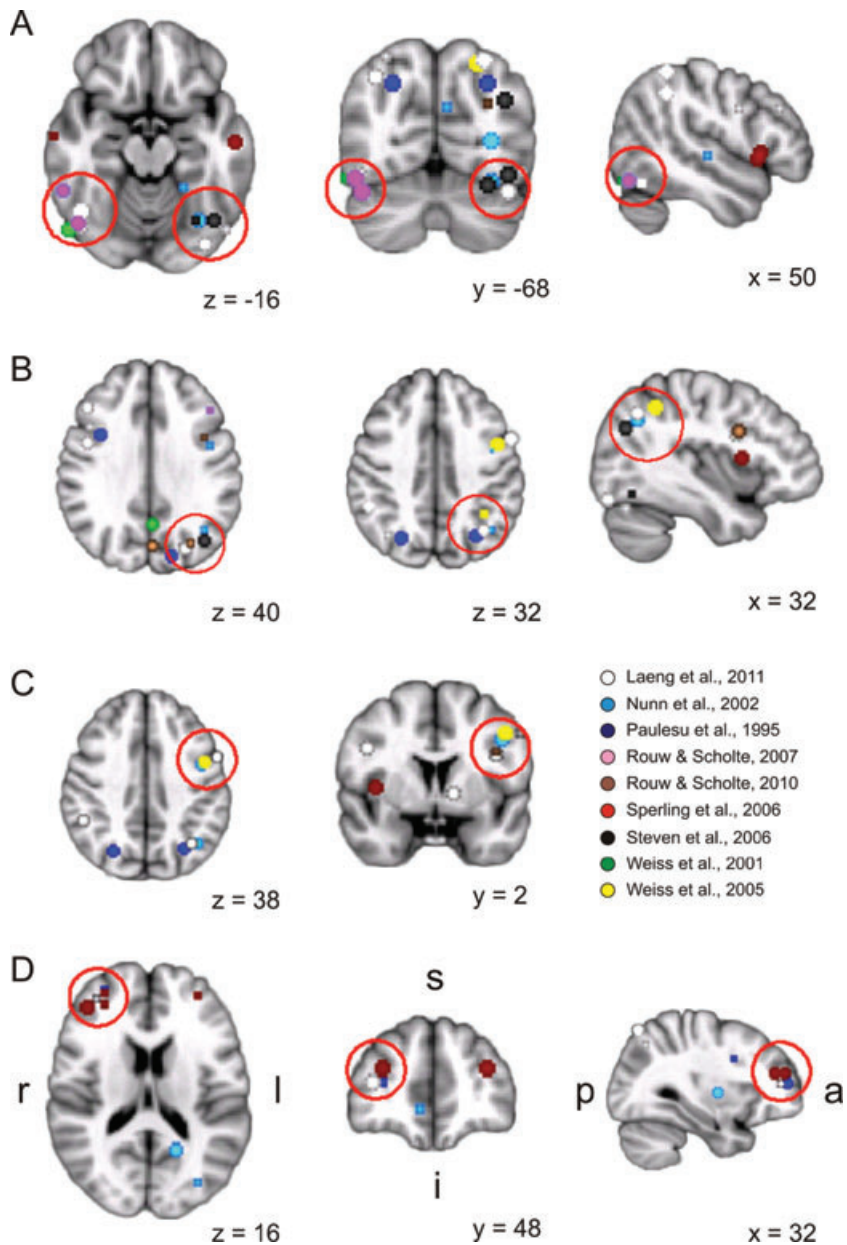 A
z = -16
y = -68
x = 50
B
z = 40
z = 32
x = 32
C
z = 38
y = 2
Laeng et al., 2011
Nunn et al., 2002
Paulesu et al., 1995
Rouw & Scholte, 2007
Rouw & Scholte, 2010
Sperling et al., 2006
Steven et al., 2006
Weiss et al., 2001
Weiss et al., 2005
D
s
r
l
p
a
i
z = 16
y = 48
x = 32